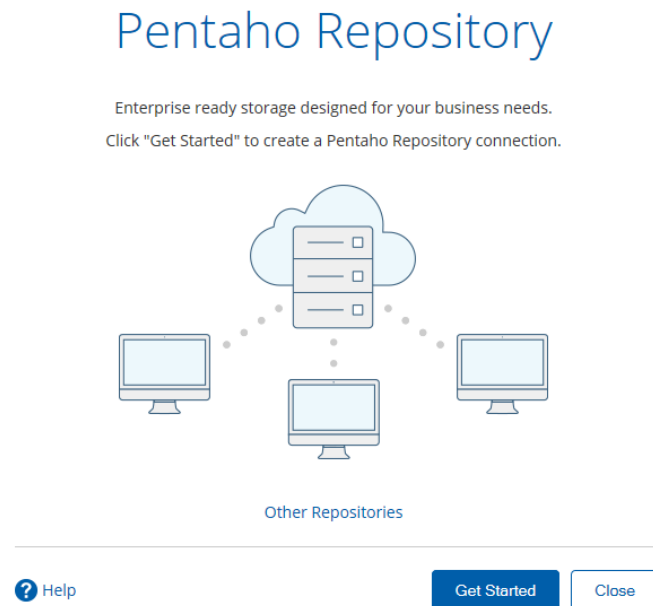 Pentaho Repository
Enterprise ready storage designed for your business needs.
Click "Get Started" to create a Pentaho Repository connection.
Other Repositories
? Help
Get Started
Close